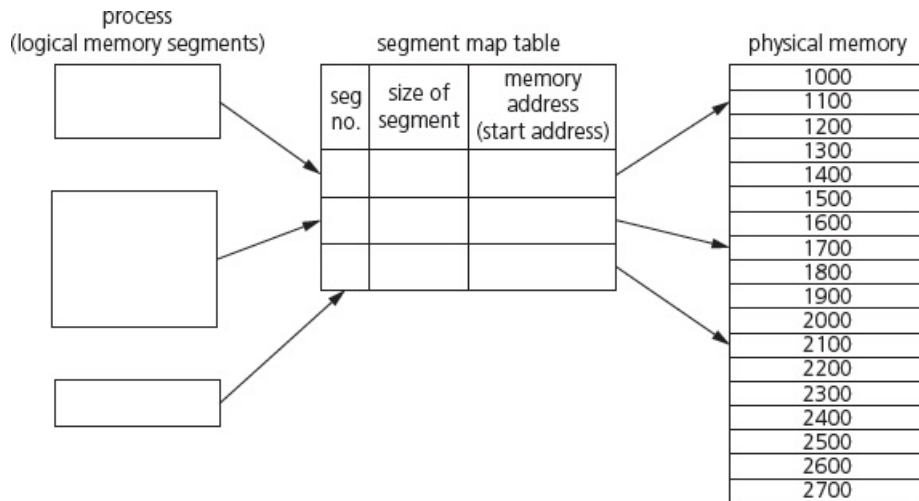 process
(logical memory segments)
segment map table
physical memory
seg
no.
size of
segment
memory
address
(start address)
1000
1100
1200
1300
1400
1500
1600
1700
1800
1900
2000
2100
2200
2300
2400
2500
2600
2700